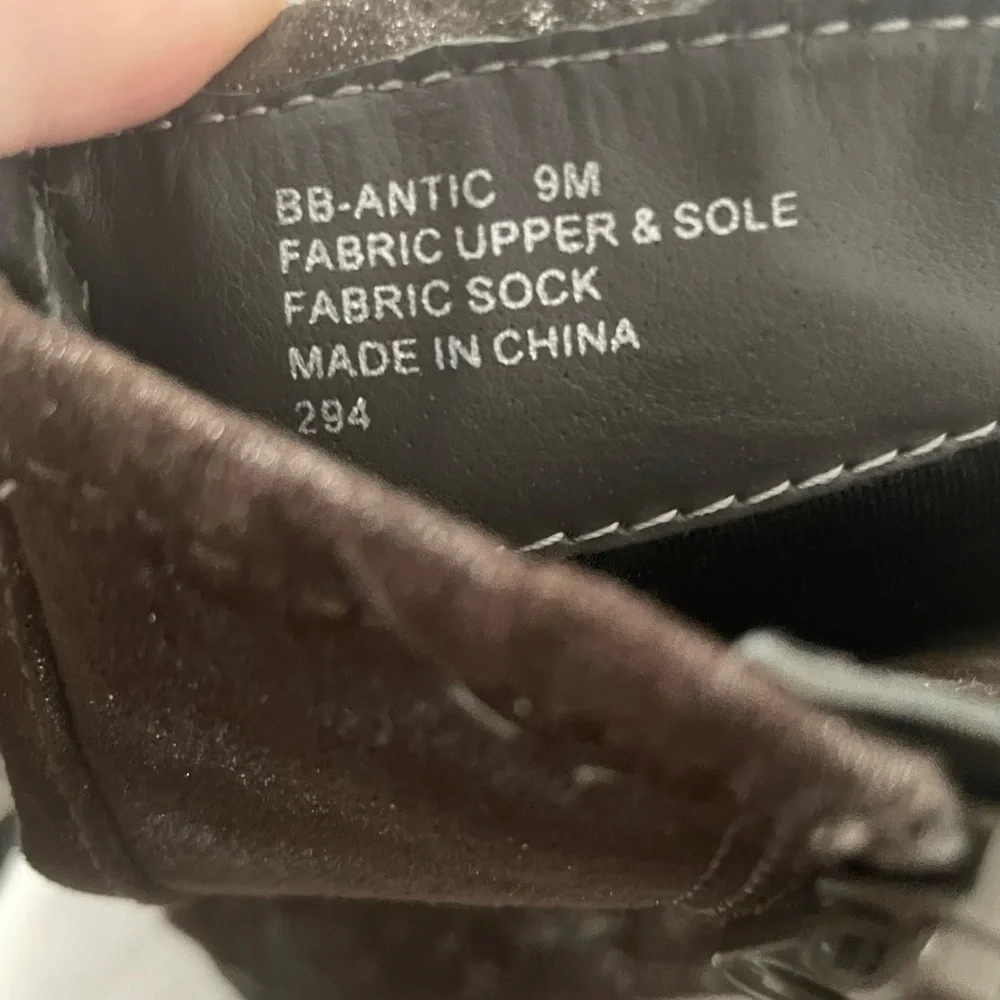 BB-ANTIC 9M
FABRIC UPPER & SOLE
FABRIC SOCK
MADE IN CHINA
294